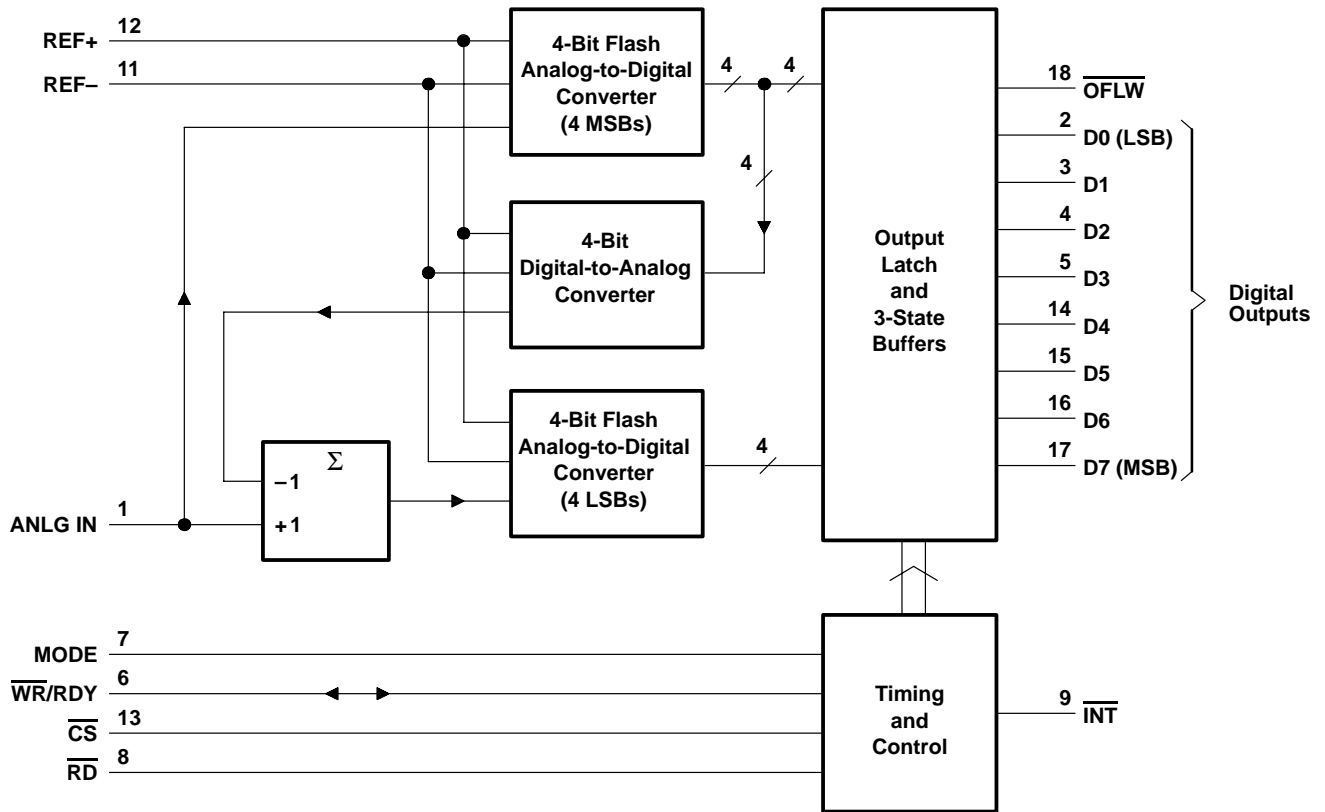 12
REF+
11
REF–
4-Bit Flash
Analog-to-Digital
Converter
(4 MSBs)
4
4
4
4-Bit
Digital-to-Analog
Converter
4-Bit Flash
Analog-to-Digital
Converter
(4 LSBs)
4
Σ
–1
+1
1
ANLG IN
Output
Latch
and
3-State
Buffers
18
OFLW
2
D0 (LSB)
3
D1
4
D2
5
D3
14
D4
15
D5
16
D6
17
D7 (MSB)
Digital
Outputs
7
MODE
6
WR/RDY
13
CS
8
RD
Timing
and
Control
9
INT